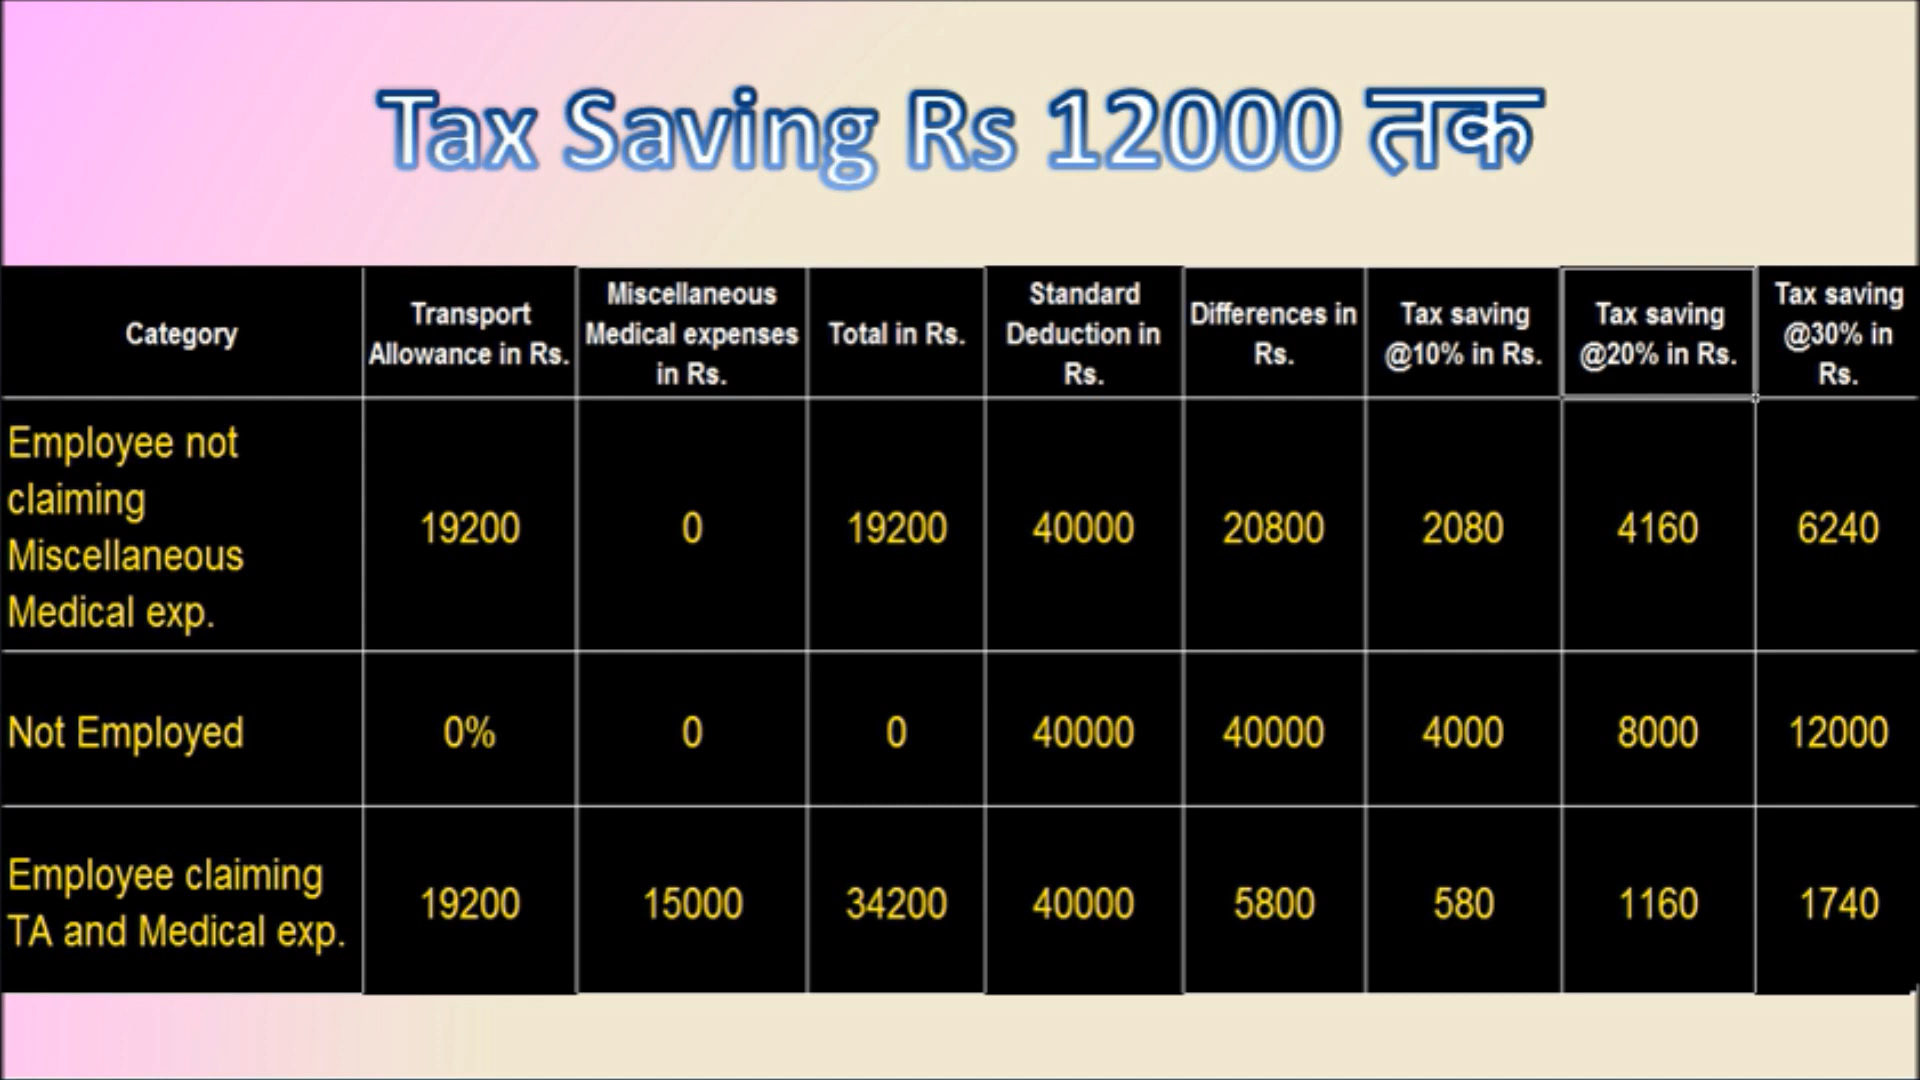 Tax Saving Rs 12000 तक
Category
Transport
Allowance in Rs.
Miscellaneous
Medical expenses
in Rs.
Total in Rs.
Standard
Deduction in
Rs.
Differences in
Rs.
Tax saving
@10% in Rs.
Tax saving
@20% in Rs.
Tax saving
@30% in
Rs.
Employee not
claiming
Miscellaneous
Medical exp.
19200
0
19200
40000
20800
2080
4160
6240
Not Employed
0%
0
0
40000
40000
4000
8000
12000
Employee claiming
TA and Medical exp.
19200
15000
34200
40000
5800
580
1160
1740